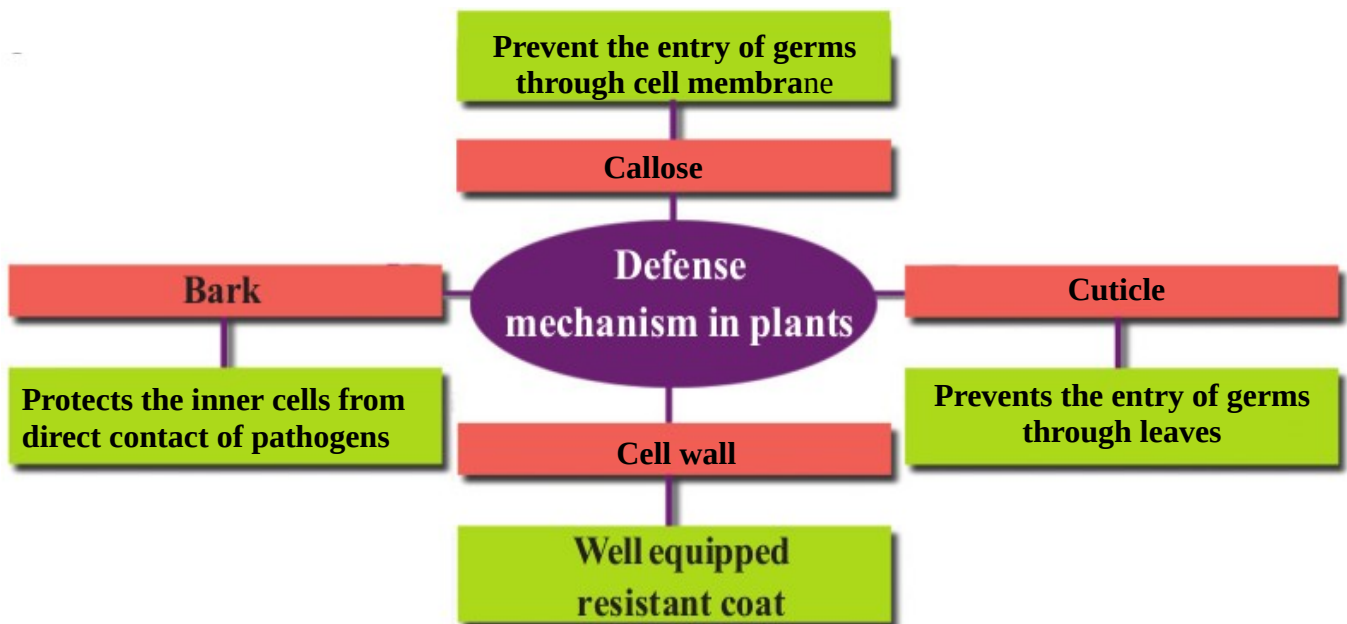 Prevent the entry of germs
through cell membrane
Callose
Defense
mechanism in plants
Bark
Cuticle
Protects the inner cells from
direct contact of pathogens
Prevents the entry of germs
through leaves
Cell wall
Well equipped
resistant coat